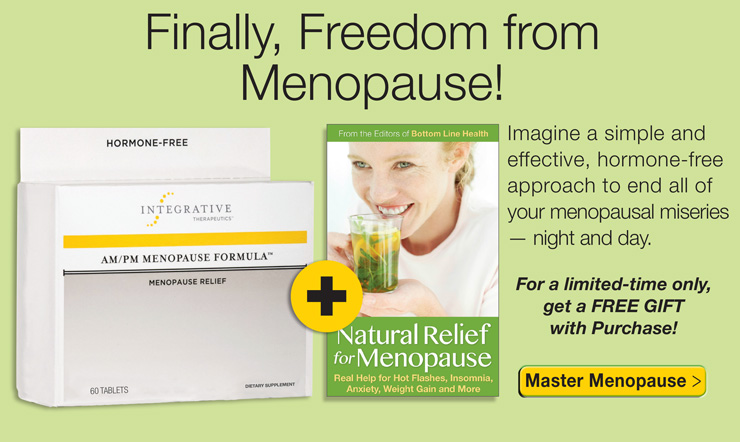 Finally, Freedom from
Menopause!
HORMONE-FREE
INTEGRATIVE
THERAPEUTICS™
AM/PM MENOPAUSE FORMULA™
MENOPAUSE RELIEF
60 TABLETS
DIETARY SUPPLEMENT
+
From the Editors of Bottom Line Health
Natural Relief
for Menopause
Real Help for Hot Flashes, Insomnia,
Anxiety, Weight Gain and More
Imagine a simple and
effective, hormone-free
approach to end all of
your menopausal miseries
— night and day.
For a limited-time only,
get a FREE GIFT
with Purchase!
Master Menopause >